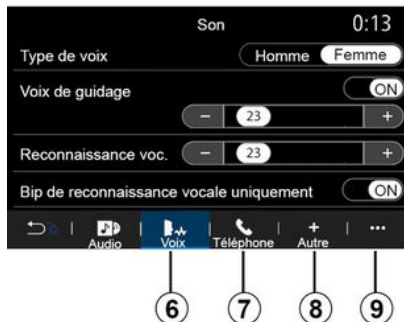 Son 0:13
Type de voix Homme Femme
Voix de guidage ON
− 23 +
Reconnaissance voc. − 23 +
Bip de reconnaissance vocale uniquement ON
Audio Voix Téléphone + Autre ...
6 7 8 9